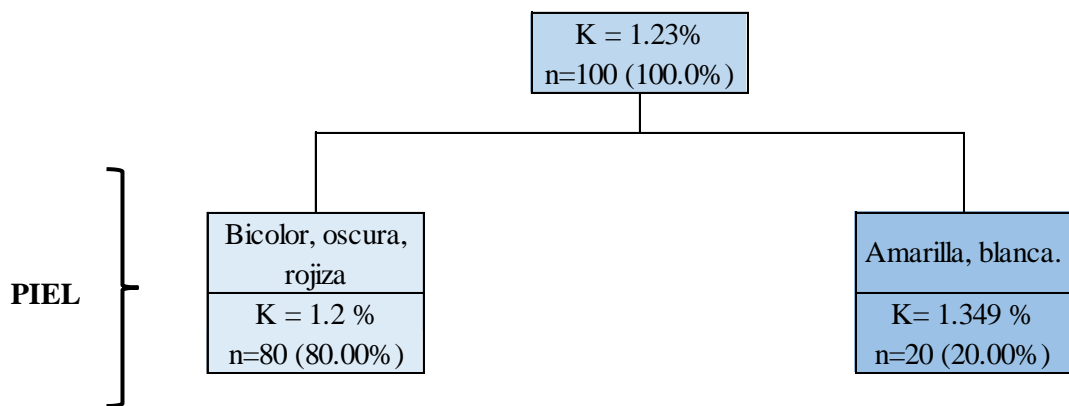 K = 1.23%
n=100 (100.0%)
PIEL
Bicolor, oscura,
rojiza
K = 1.2 %
n=80 (80.00%)
Amarilla, blanca.
K= 1.349 %
n=20 (20.00%)